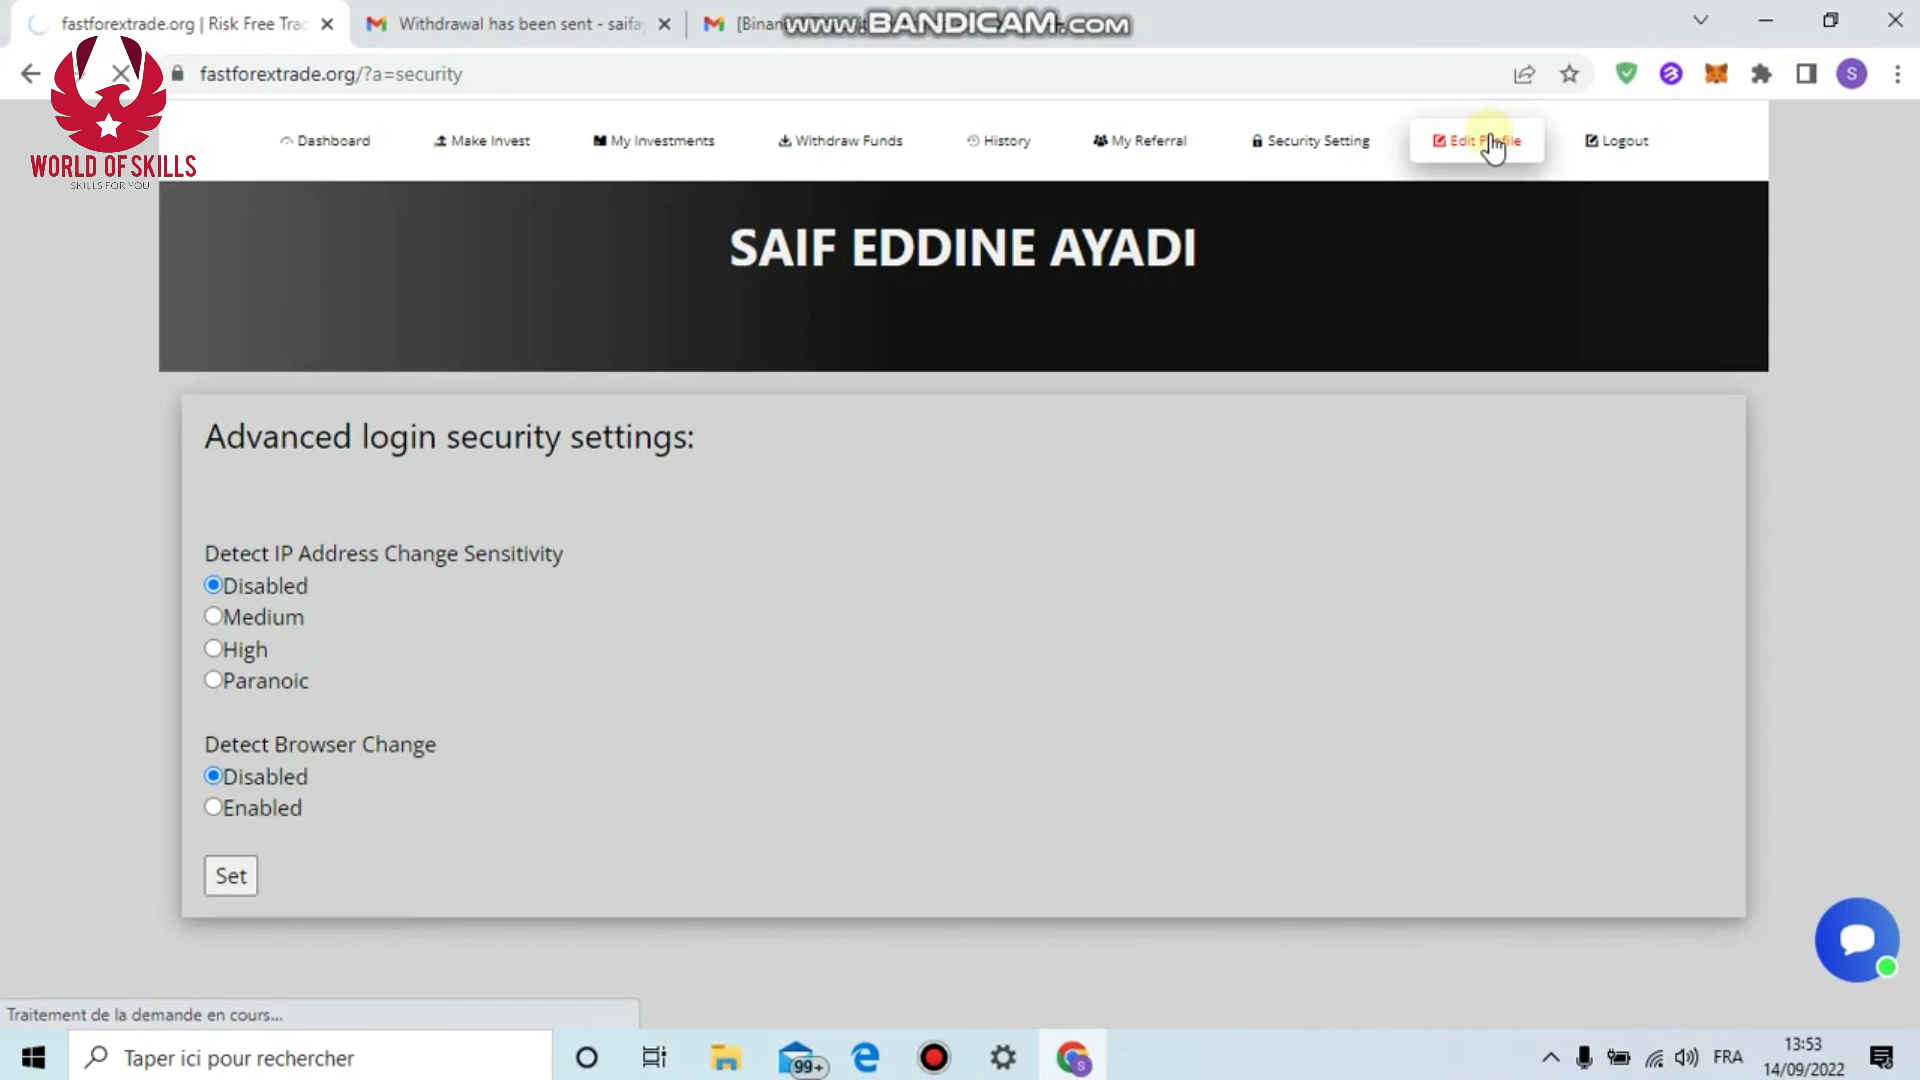 fastforextrade.org | Risk Free Trac
Withdrawal has been sent - saifa
[Binan
www.BANDICAM.com
fastforextrade.org/?a=security
S
WORLD OF SKILLS
SKILLS FOR YOU
Dashboard
Make Invest
My Investments
Withdraw Funds
History
My Referral
Security Setting
Edit Profile
Logout
SAIF EDDINE AYADI
Advanced login security settings:
Detect IP Address Change Sensitivity
Disabled
Medium
High
Paranoic
Detect Browser Change
Disabled
Enabled
Set
Traitement de la demande en cours...
Taper ici pour rechercher
99+
S
FRA
13:53
14/09/2022